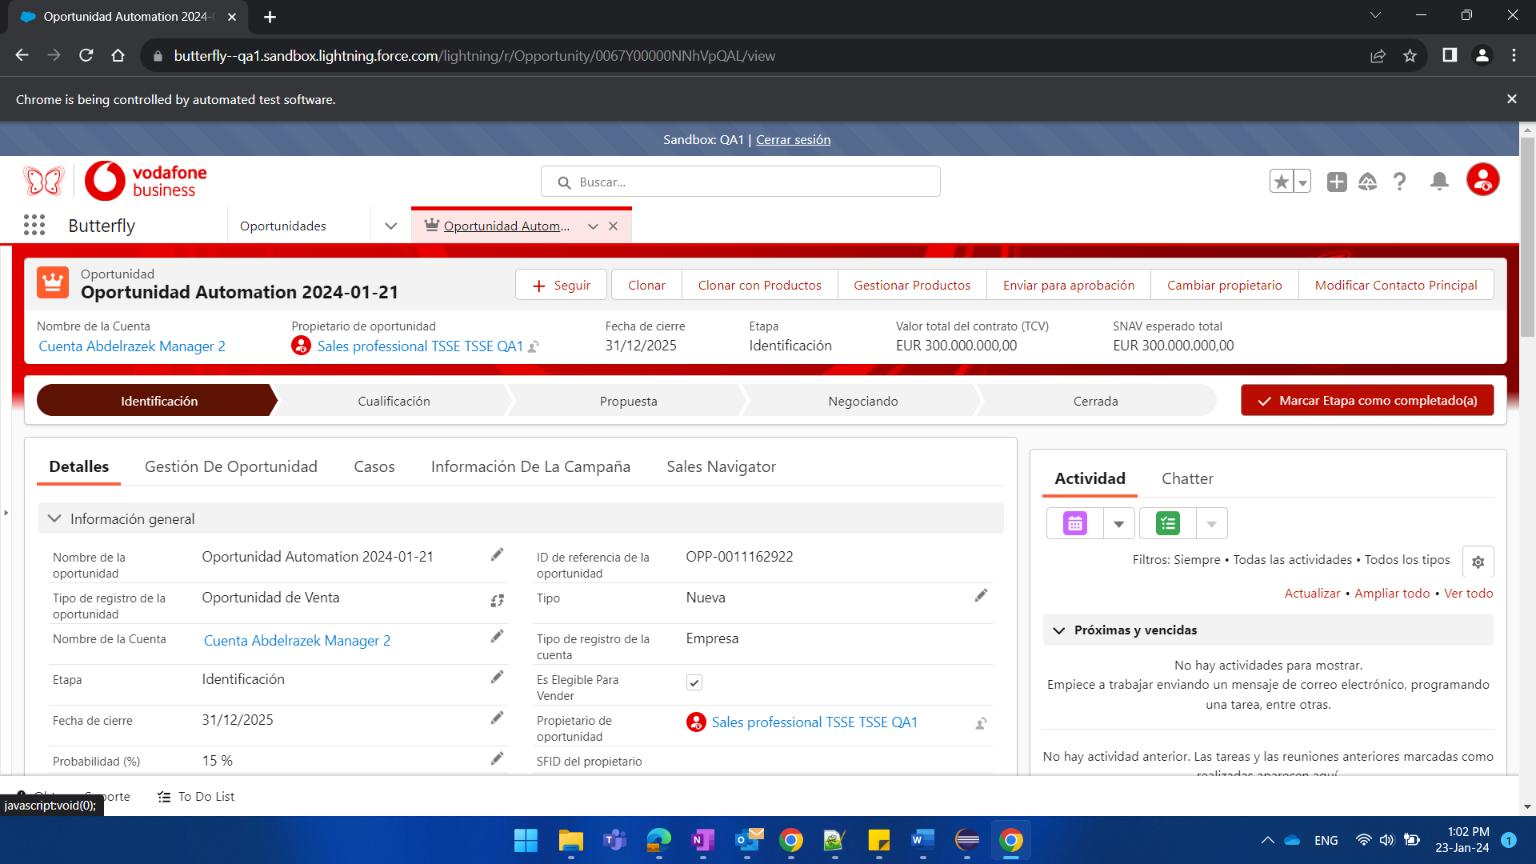 Oportunidad Automation 2024-
butterfly--qa1.sandbox.lightning.force.com/lightning/r/Opportunity/0067Y00000NNhVpQAL/view
Chrome is being controlled by automated test software.
Sandbox: QA1 | Cerrar sesión
vodafone
business
Buscar...
Butterfly
Oportunidades
Oportunidad Autom...
Oportunidad
Oportunidad Automation 2024-01-21
Seguir
Clonar
Clonar con Productos
Gestionar Productos
Enviar para aprobación
Cambiar propietario
Modificar Contacto Principal
Nombre de la Cuenta
Cuenta Abdelrazek Manager 2
Propietario de oportunidad
Sales professional TSSE TSSE QA1
Fecha de cierre
31/12/2025
Etapa
Identificación
Valor total del contrato (TCV)
EUR 300.000.000,00
SNAV esperado total
EUR 300.000.000,00
Identificación
Cualificación
Propuesta
Negociando
Cerrada
Marcar Etapa como completado(a)
Detalles
Gestión De Oportunidad
Casos
Información De La Campaña
Sales Navigator
Información general
Nombre de la
oportunidad
Oportunidad Automation 2024-01-21
ID de referencia de la
oportunidad
OPP-0011162922
Tipo de registro de la
oportunidad
Oportunidad de Venta
Tipo
Nueva
Nombre de la Cuenta
Cuenta Abdelrazek Manager 2
Tipo de registro de la
cuenta
Empresa
Etapa
Identificación
Es Elegible Para
Vender
Fecha de cierre
31/12/2025
Propietario de
oportunidad
Sales professional TSSE TSSE QA1
Probabilidad (%)
15 %
SFID del propietario
Actividad
Chatter
Filtros: Siempre • Todas las actividades • Todos los tipos
Actualizar • Ampliar todo • Ver todo
Próximas y vencidas
No hay actividades para mostrar.
Empiece a trabajar enviando un mensaje de correo electrónico, programando
una tarea, entre otras.
No hay actividad anterior. Las tareas y las reuniones anteriores marcadas como
realizadas aparecen aquí.
To Do List
javascript:void(0);
ENG
1:02 PM
23-Jan-24
1